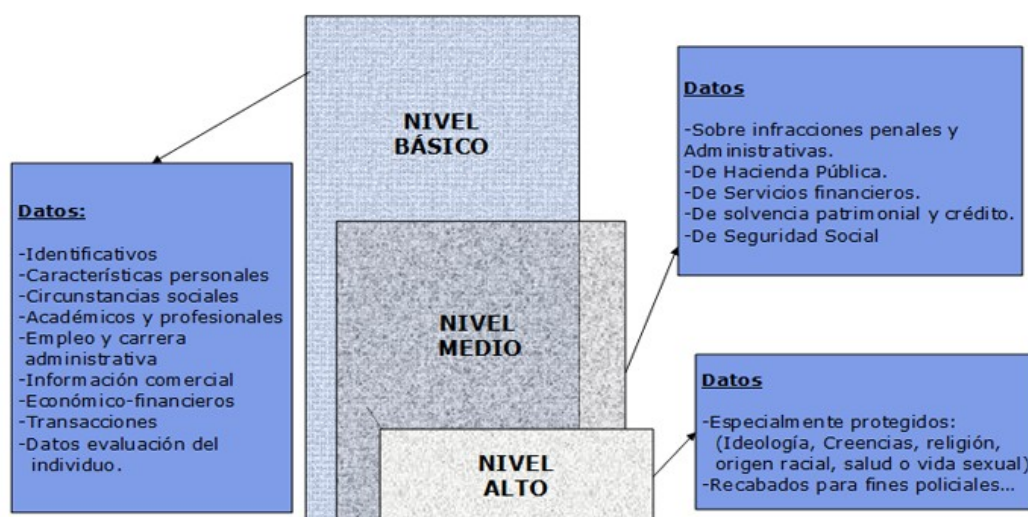 NIVEL
BÁSICO
Datos:
-Identificativos
-Características personales
-Circunstancias sociales
-Académicos y profesionales
-Empleo y carrera
administrativa
-Información comercial
-Económico-financieros
-Transacciones
-Datos evaluación del
individuo.
NIVEL
MEDIO
Datos
-Sobre infracciones penales y
Administrativas.
-De Hacienda Pública.
-De Servicios financieros.
-De solvencia patrimonial y crédito.
-De Seguridad Social
NIVEL
ALTO
Datos
-Especialmente protegidos:
(Ideología, Creencias, religión,
origen racial, salud o vida sexual)
-Recabados para fines policiales...